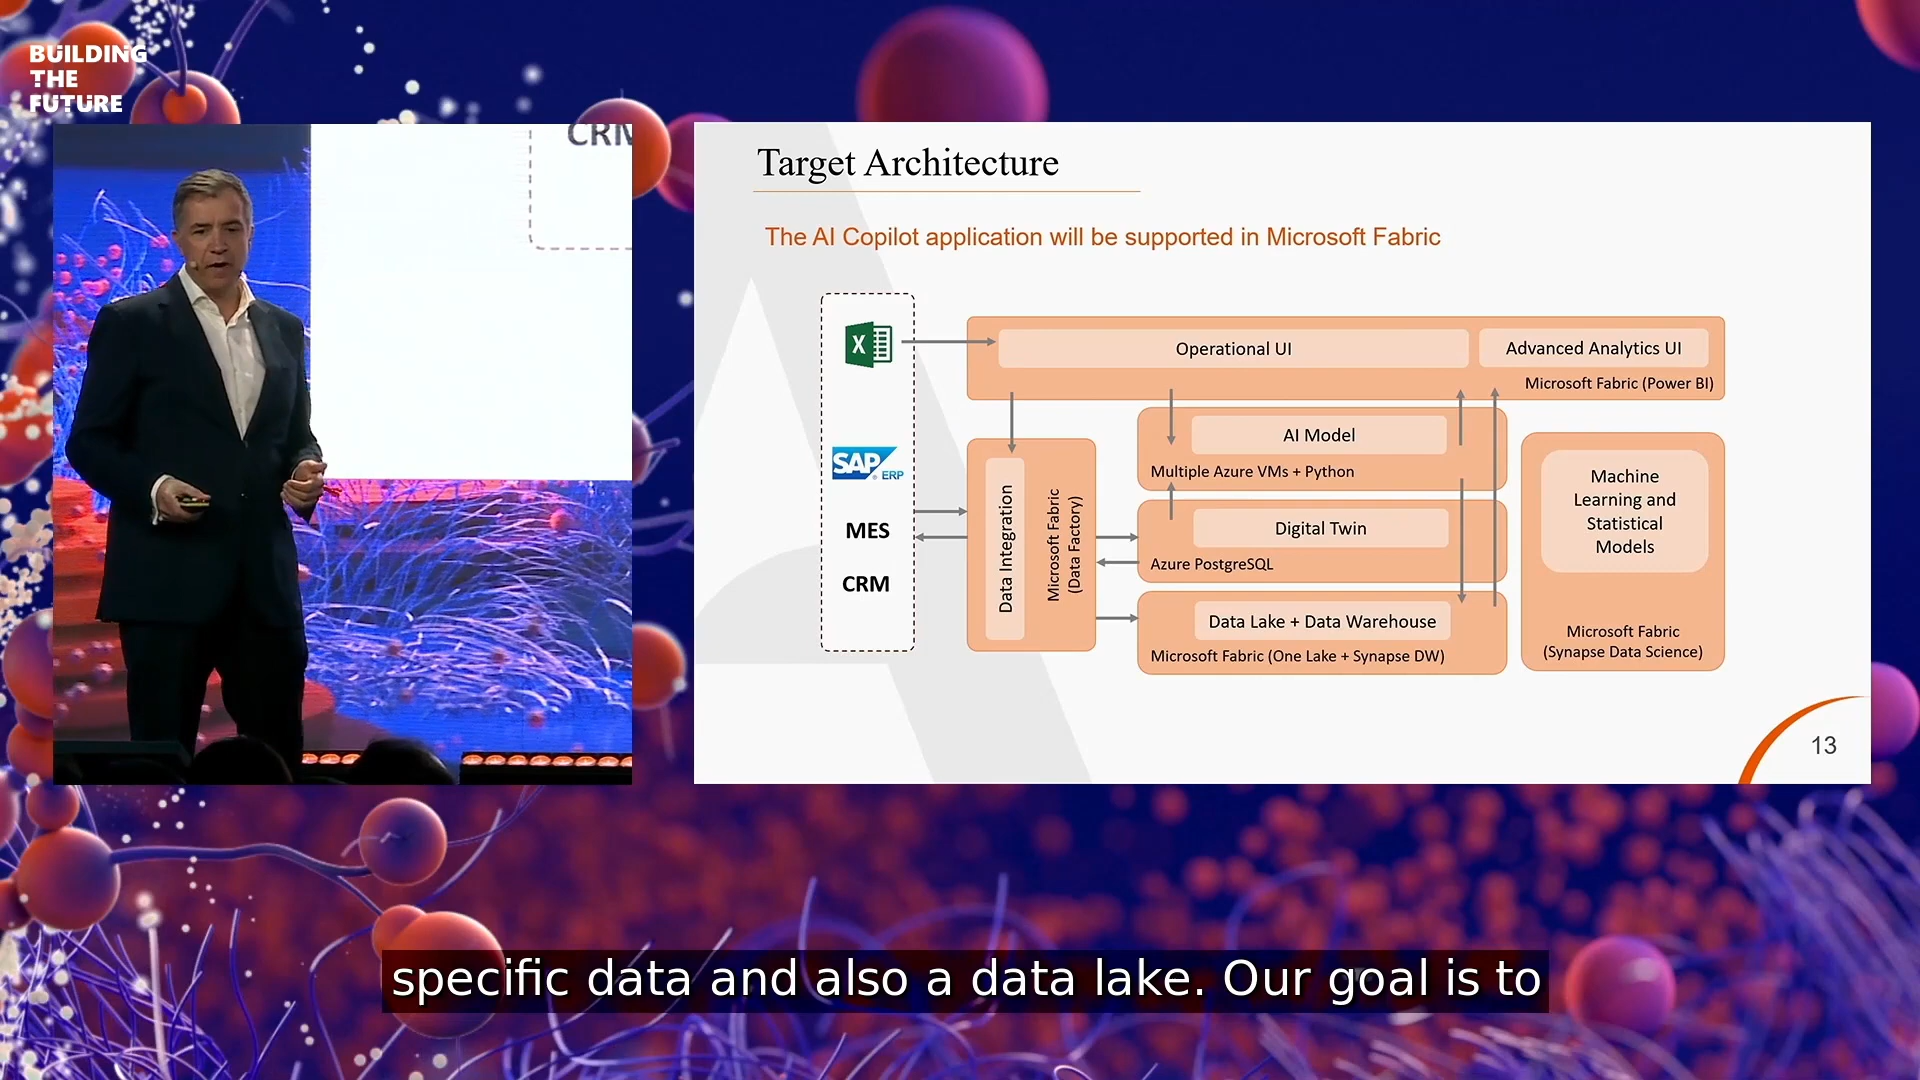 BUILDING
THE
FUTURE
CRM
Target Architecture
The AI Copilot application will be supported in Microsoft Fabric
X
Operational UI
Advanced Analytics UI
Microsoft Fabric (Power BI)
SAP ® ERP
MES
CRM
Data Integration
Microsoft Fabric
(Data Factory)
AI Model
Multiple Azure VMs + Python
Digital Twin
Azure PostgreSQL
Data Lake + Data Warehouse
Microsoft Fabric (One Lake + Synapse DW)
Machine
Learning and
Statistical
Models
Microsoft Fabric
(Synapse Data Science)
13
specific data and also a data lake. Our goal is to